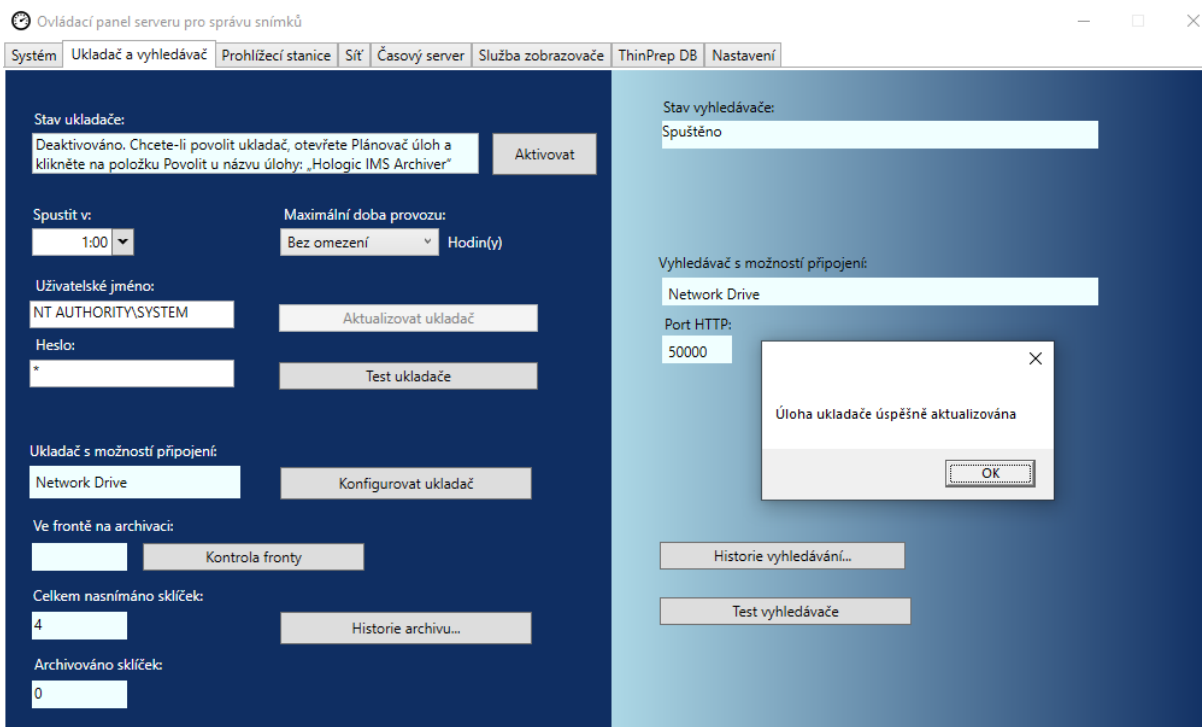 Ovládací panel serveru pro správu snímků
Systém Ukladač a vyhledávač Prohlížecí stanice Síť Časový server Služba zobrazovače ThinPrep DB Nastavení
Stav ukladače:
Deaktivováno. Chcete-li povolit ukladač, otevřete Plánovač úloh a
klikněte na položku Povolit u názvu úlohy: „Hologic IMS Archiver“
Aktivovat
Spustit v:
1:00
Maximální doba provozu:
Bez omezení
Hodin(y)
Uživatelské jméno:
NT AUTHORITY\SYSTEM
Aktualizovat ukladač
Heslo:
*
Test ukladače
Ukladač s možností připojení:
Network Drive
Konfigurovat ukladač
Ve frontě na archivaci:
Kontrola fronty
Celkem nasnímáno sklíček:
4
Historie archivu...
Archivováno sklíček:
0
Stav vyhledávače:
Spuštěno
Vyhledávač s možností připojení:
Network Drive
Port HTTP:
50000
Úloha ukladače úspěšně aktualizována
OK
Historie vyhledávání...
Test vyhledávače